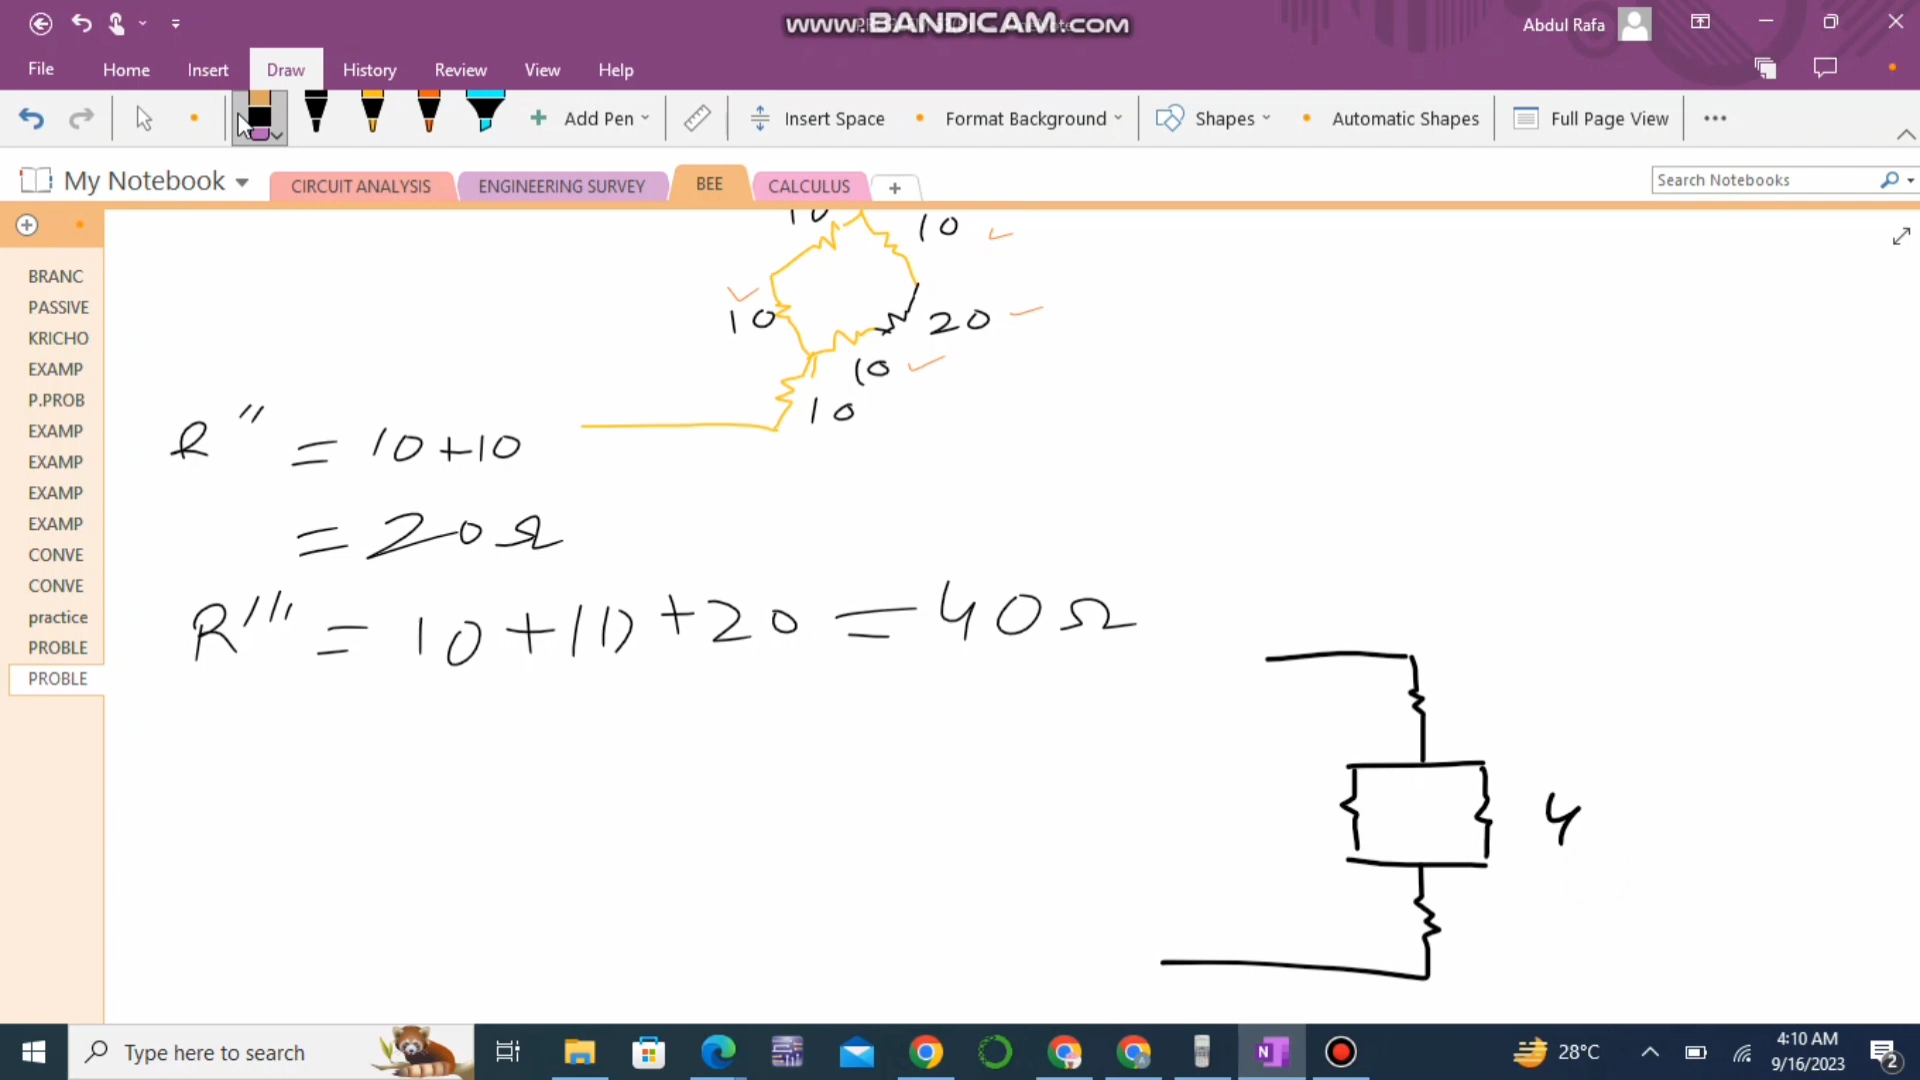 www.BANDICAM.com
Abdul Rafa
File Home Insert Draw History Review View Help
Add Pen Insert Space Format Background Shapes Automatic Shapes Full Page View
My Notebook CIRCUIT ANALYSIS ENGINEERING SURVEY BEE CALCULUS Search Notebooks
BRANC
PASSIVE
KRICHO
EXAMP
P.PROB
EXAMP
EXAMP
EXAMP
EXAMP
CONVE
CONVE
practice
PROBLE
PROBLE
10
10
10
20
10
10
R'' = 10+10
= 20Ω
R''' = 10+10+20 = 40Ω
4
Type here to search
28°C
4:10 AM
9/16/2023
2